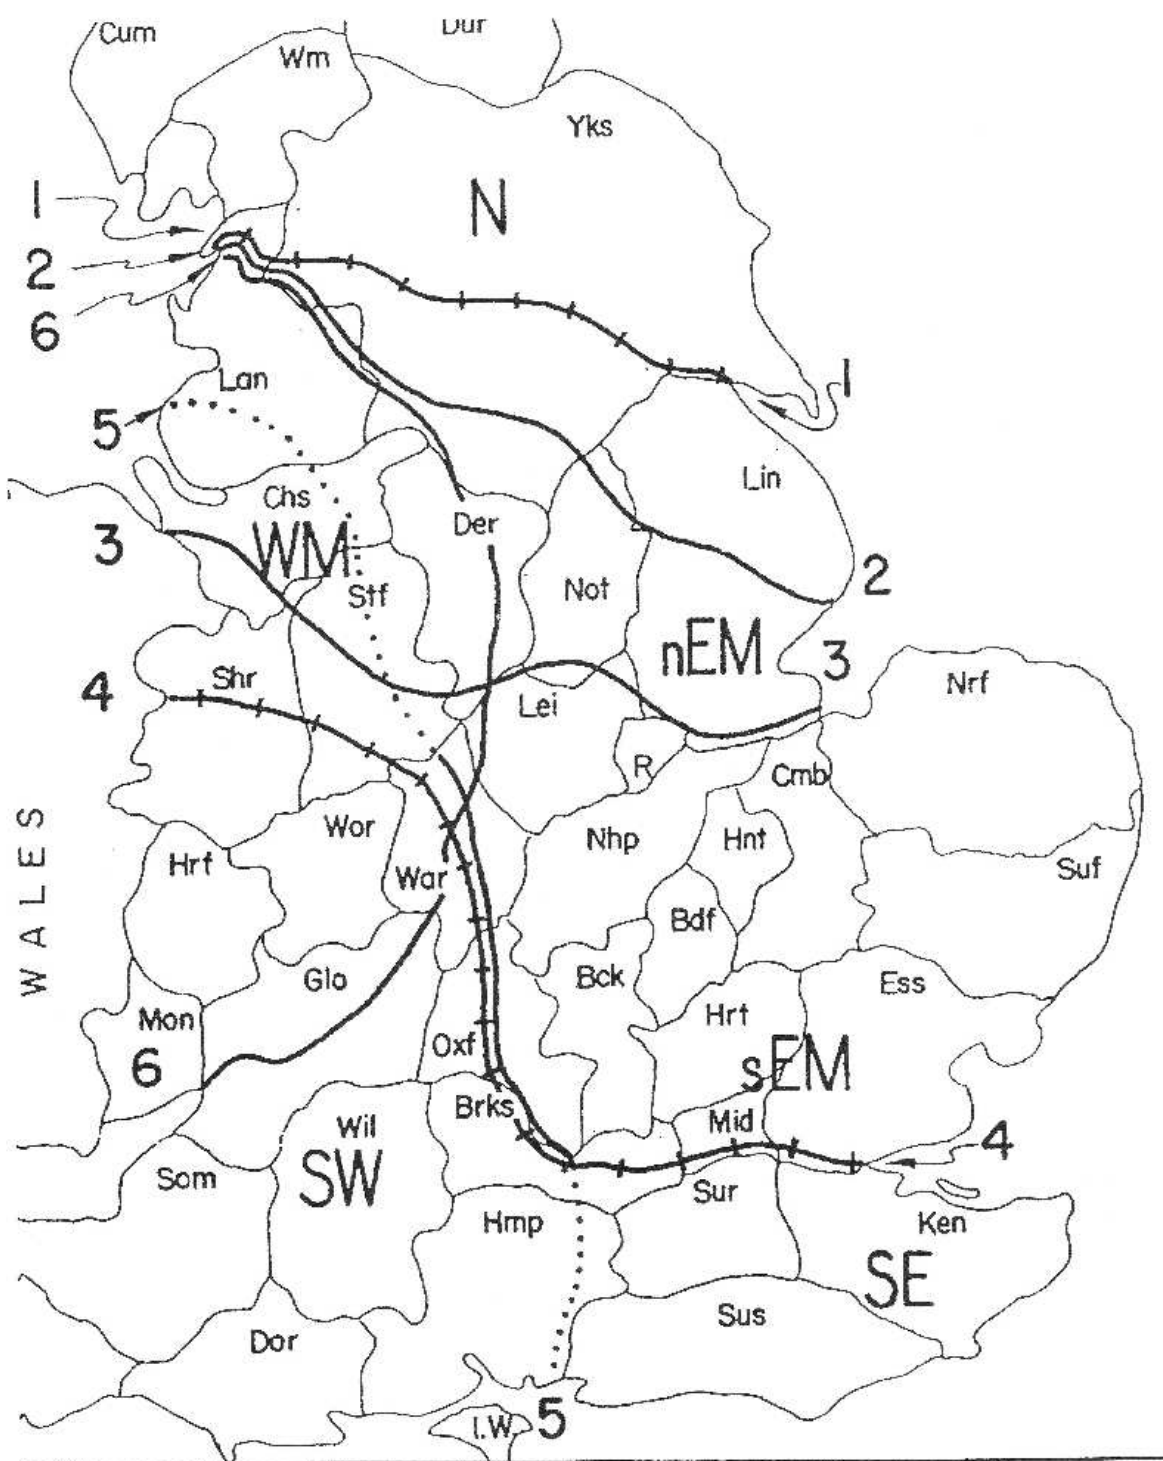 Cum
Dur
Wm
Yks
1
N
2
6
1
Lan
5
Lin
Chs
WM
Der
3
Stf
Not
2
nEM
3
Shr
4
Lei
Nrf
R
Cmb
WALES
Wor
Nhp
Hnt
Hrf
War
Suf
Bdf
Glo
Bck
Ess
Mon
Hrt
6
Oxf
sEM
Brks
Mid
Wil
4
SW
Som
Sur
Hmp
Ken
SE
Sus
Dor
I.W.
5